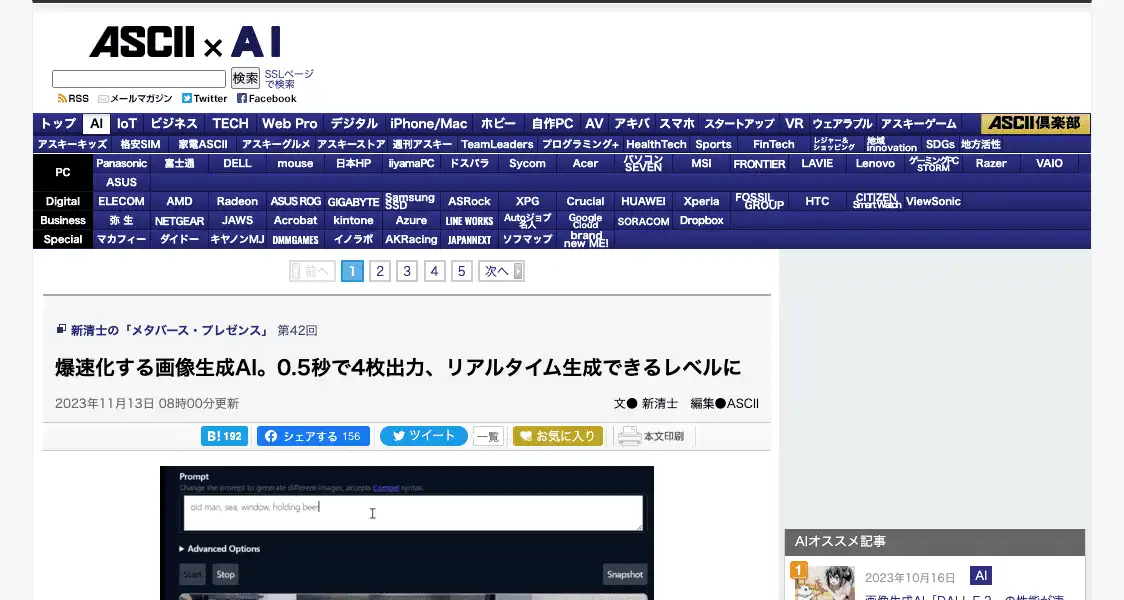 ASCII × AI
検索 SSLページで検索
RSS メールマガジン Twitter Facebook
トップ AI IoT ビジネス TECH Web Pro デジタル iPhone/Mac ホビー 自作PC AV アキバ スマホ スタートアップ VR ウェアラブル アスキーゲーム ASCII倶楽部
アスキーキッズ 格安SIM 家電ASCII アスキーグルメ アスキーストア 週刊アスキー TeamLeaders プログラミング+ HealthTech Sports FinTech レジャー&ショッピング 地域innovation SDGs 地方活性
PC Panasonic 富士通 DELL mouse 日本HP iiyamaPC ドスパラ Sycom Acer パソコンSEVEN MSI FRONTIER LAVIE Lenovo ゲーミングPC STORM Razer VAIO
ASUS
Digital ELECOM AMD Radeon ASUS ROG GIGABYTE Samsung SSD ASRock XPG Crucial HUAWEI Xperia FOSSIL GROUP HTC CITIZEN SmartWatch ViewSonic
Business 弥生 NETGEAR JAWS Acrobat kintone Azure LINE WORKS Autoジョブ名人 Google Cloud SORACOM Dropbox
Special マカフィー ダイドー キヤノンMJ DMMGAMES イノラボ AKRacing JAPANNEXT ソフマップ brand new ME!
前へ 1 2 3 4 5 次へ
新清士の「メタバース・プレゼンス」 第42回
爆速化する画像生成AI。0.5秒で4枚出力、リアルタイム生成できるレベルに
2023年11月13日 08時00分更新
文● 新清士 編集●ASCII
B! 192 シェアする 156 ツイート 一覧 お気に入り 本文印刷
Prompt
Change the prompt to generate different images, accepts Compel syntax.
old man, sea, window, holding beer
Advanced Options
Start Stop Snapshot
AIオススメ記事
1 2023年10月16日 AI